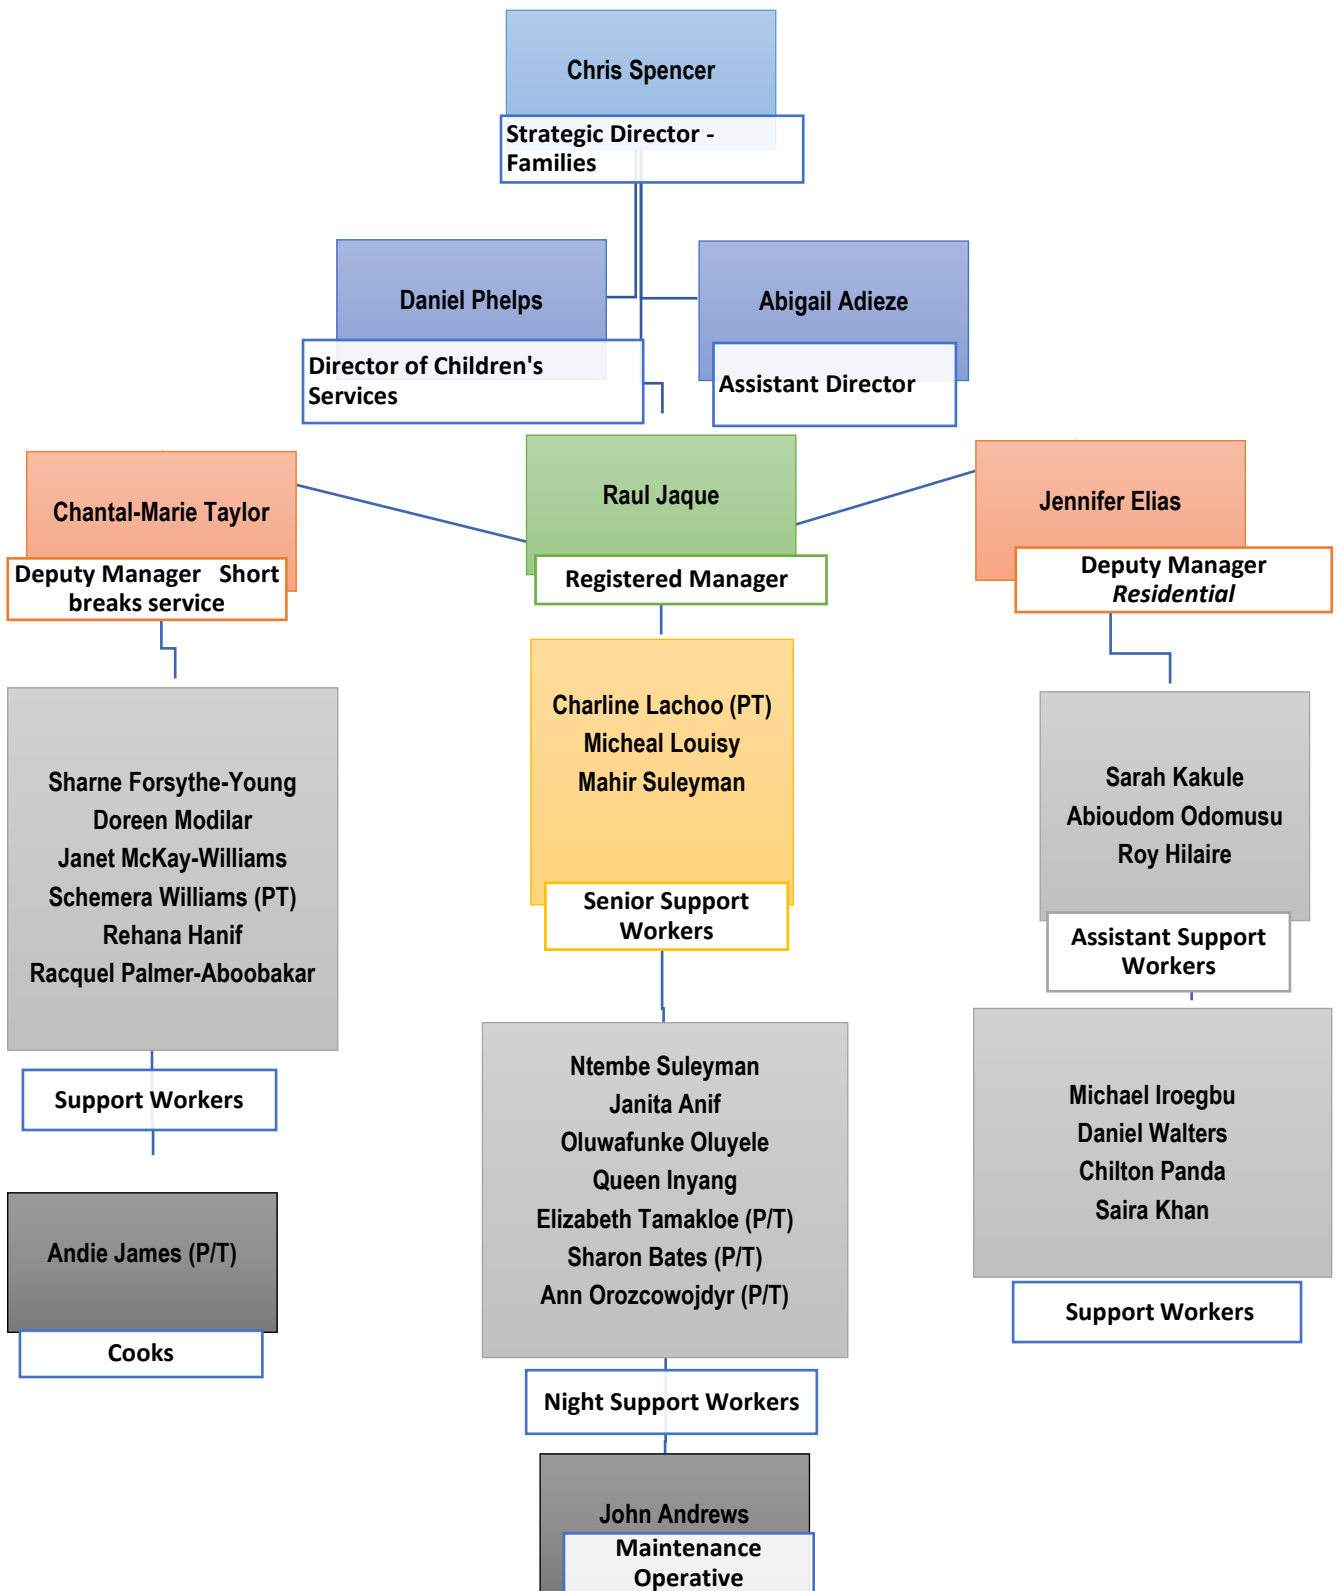 Chris Spencer
Strategic Director -
Families
Daniel Phelps
Director of Children's
Services
Abigail Adieze
Assistant Director
Chantal-Marie Taylor
Deputy Manager   Short
breaks service
Raul Jaque
Registered Manager
Jennifer Elias
Deputy Manager
Residential
Sharne Forsythe-Young
Doreen Modilar
Janet McKay-Williams
Schemera Williams (PT)
Rehana Hanif
Racquel Palmer-Aboobakar
Support Workers
Andie James (P/T)
Cooks
Charline Lachoo (PT)
Micheal Louisy
Mahir Suleyman
Senior Support
Workers
Ntembe Suleyman
Janita Anif
Oluwafunke Oluyele
Queen Inyang
Elizabeth Tamakloe (P/T)
Sharon Bates (P/T)
Ann Orozcowojdyr (P/T)
Night Support Workers
John Andrews
Maintenance
Operative
Sarah Kakule
Abioudom Odomusu
Roy Hilaire
Assistant Support
Workers
Michael Iroegbu
Daniel Walters
Chilton Panda
Saira Khan
Support Workers